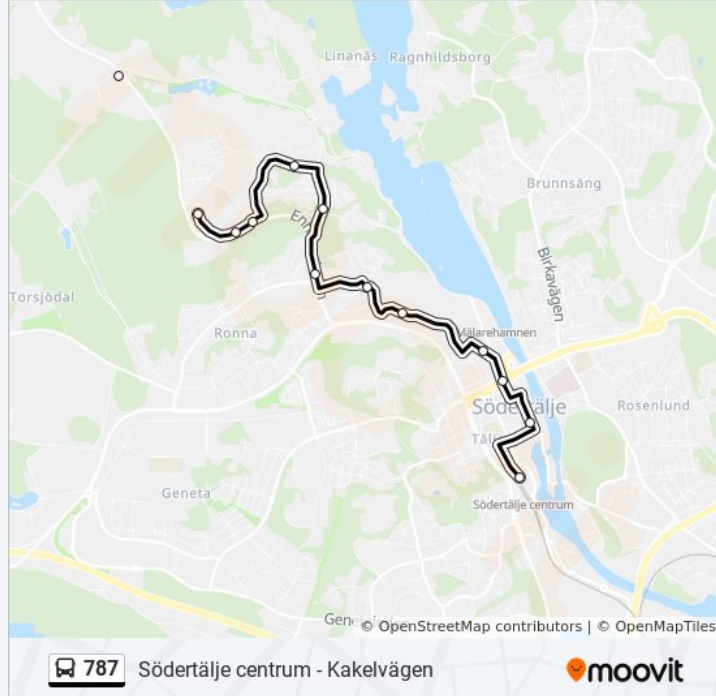 Linanäs Ragnhildsborg
Brunnsäng
Birkavägen
Torsjödal
Ronna
Mälarehamnen
Södertälje
Rosenlund
Geneta
Södertälje centrum
© OpenStreetMap contributors | © OpenMapTiles
787 Södertälje centrum - Kakelvägen
moovit